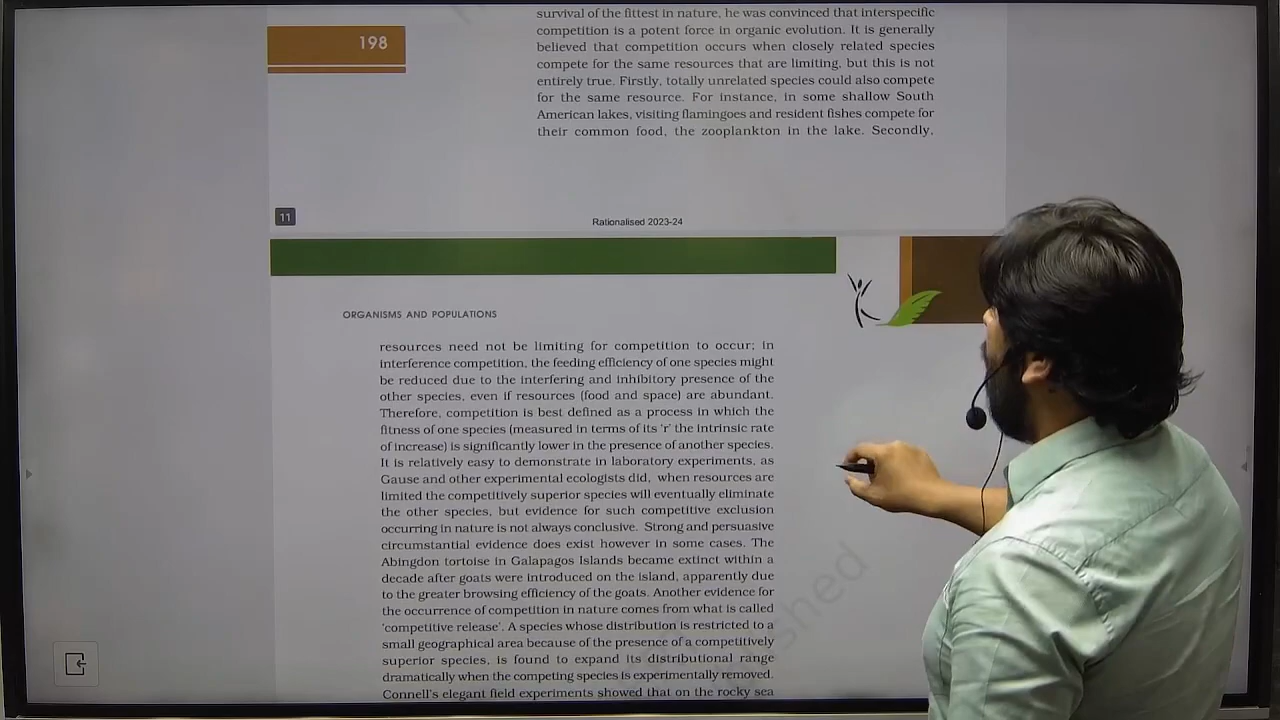 survival of the fittest in nature, he was convinced that interspecific
198
competition is a potent force in organic evolution. It is generally
believed that competition occurs when closely related species
compete for the same resources that are limiting, but this is not
entirely true. Firstly, totally unrelated species could also compete
for the same resource. For instance, in some shallow South
American lakes, visiting flamingoes and resident fishes compete for
their common food, the zooplankton in the lake. Secondly,
11
Rationalised 2023-24
ORGANISMS AND POPULATIONS
resources need not be limiting for competition to occur; in
interference competition, the feeding efficiency of one species might
be reduced due to the interfering and inhibitory presence of the
other species, even if resources (food and space) are abundant.
Therefore, competition is best defined as a process in which the
fitness of one species (measured in terms of its 'r' the intrinsic rate
of increase) is significantly lower in the presence of another species.
It is relatively easy to demonstrate in laboratory experiments, as
Gause and other experimental ecologists did, when resources are
limited the competitively superior species will eventually eliminate
the other species, but evidence for such competitive exclusion
occurring in nature is not always conclusive. Strong and persuasive
circumstantial evidence does exist however in some cases. The
Abingdon tortoise in Galapagos Islands became extinct within a
decade after goats were introduced on the island, apparently due
to the greater browsing efficiency of the goats. Another evidence for
the occurrence of competition in nature comes from what is called
'competitive release'. A species whose distribution is restricted to a
small geographical area because of the presence of a competitively
superior species, is found to expand its distributional range
dramatically when the competing species is experimentally removed.
Connell's elegant field experiments showed that on the rocky sea